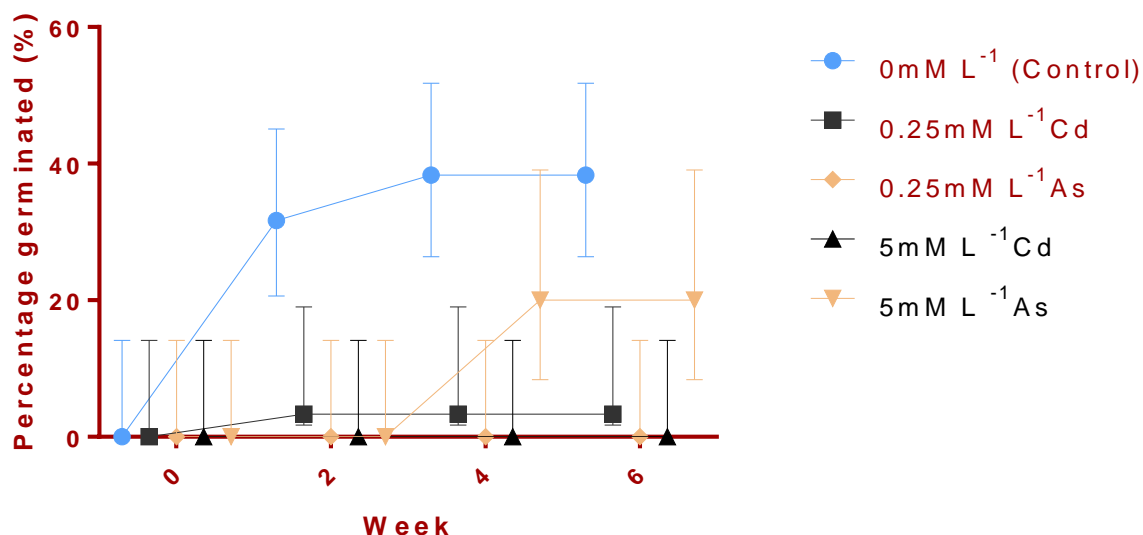 Percentage germinated (%)
60
40
20
0
0
2
4
6
Week
0mM L⁻¹ (Control)
0.25mM L⁻¹Cd
0.25mM L⁻¹As
5mM L⁻¹Cd
5mM L⁻¹As